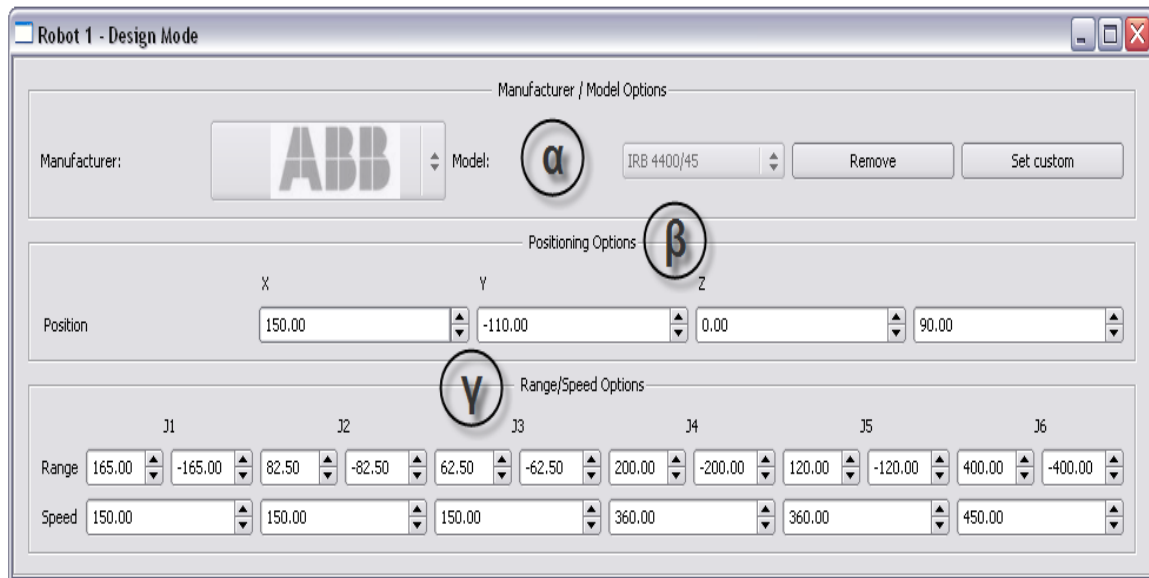 Robot 1 - Design Mode
Manufacturer / Model Options
Manufacturer: ABB Model: α IRB 4400/45 Remove Set custom
Positioning Options β
X Y Z
Position 150.00 -110.00 0.00 90.00
γ Range/Speed Options
J1 J2 J3 J4 J5 J6
Range 165.00 -165.00 82.50 -82.50 62.50 -62.50 200.00 -200.00 120.00 -120.00 400.00 -400.00
Speed 150.00 150.00 150.00 360.00 360.00 450.00